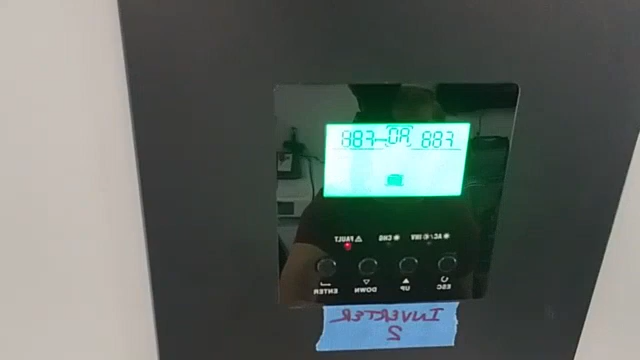 AC/INV CHG FAULT
ESC UP DOWN ENTER
INVERTER
2